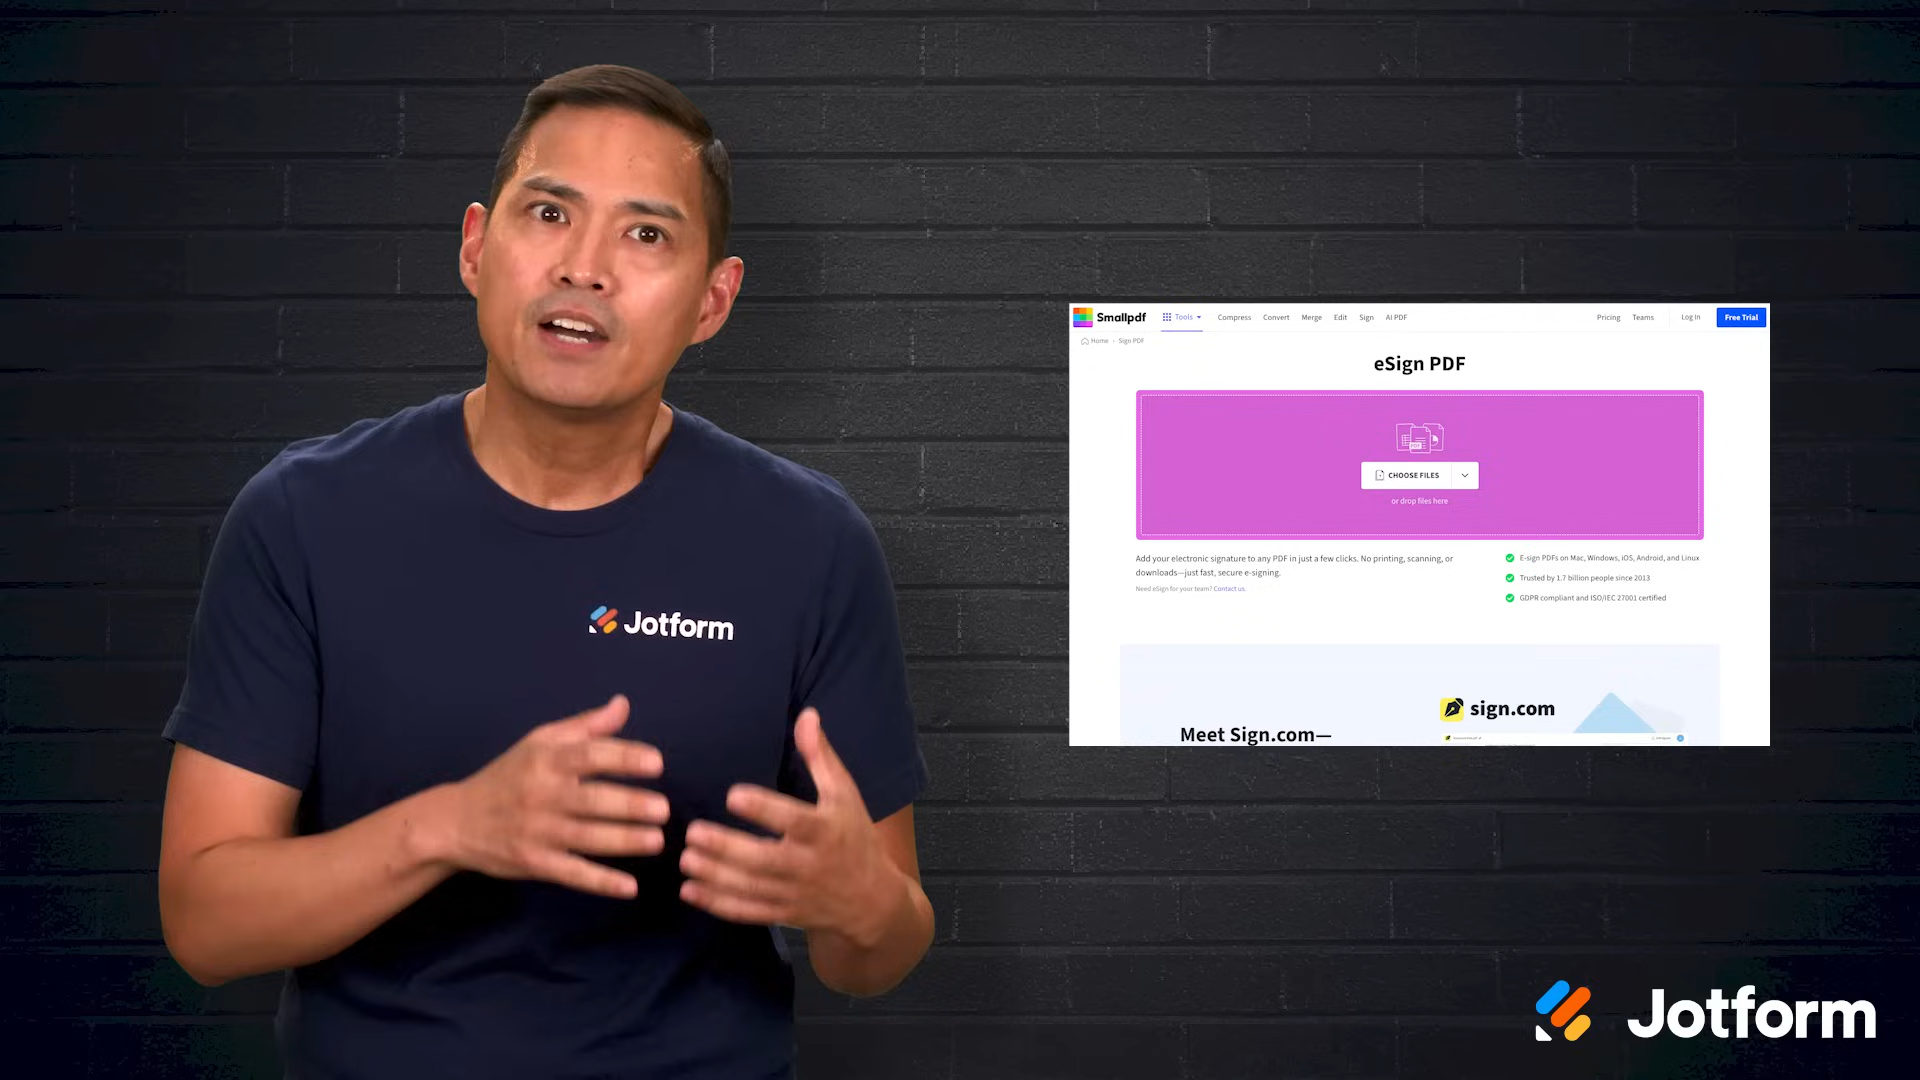 Jotform
Smallpdf
Tools
Compress
Convert
Merge
Edit
Sign
AI PDF
Pricing
Teams
Log In
Free Trial
Home
Sign PDF
eSign PDF
PDF
CHOOSE FILES
or drop files here
Add your electronic signature to any PDF in just a few clicks. No printing, scanning, or
downloads—just fast, secure e-signing.
Need eSign for your team? Contact us.
E-sign PDFs on Mac, Windows, iOS, Android, and Linux
Trusted by 1.7 billion people since 2013
GDPR compliant and ISO/IEC 27001 certified
sign.com
Meet Sign.com—
Jotform